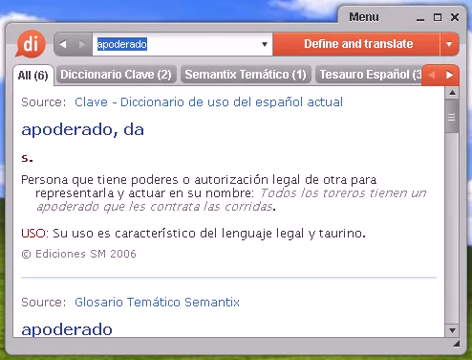 Menu
di
apoderado
Define and translate
All (6)
Diccionario Clave (2)
Semantix Temático (1)
Tesauro Español (3
Source: Clave - Diccionario de uso del español actual
apoderado, da
s.
Persona que tiene poderes o autorización legal de otra para
representarla y actuar en su nombre: Todos los toreros tienen un
apoderado que les contrata las corridas.
USO: Su uso es característico del lenguaje legal y taurino.
© Ediciones SM 2006
Source: Glosario Temático Semantix
apoderado